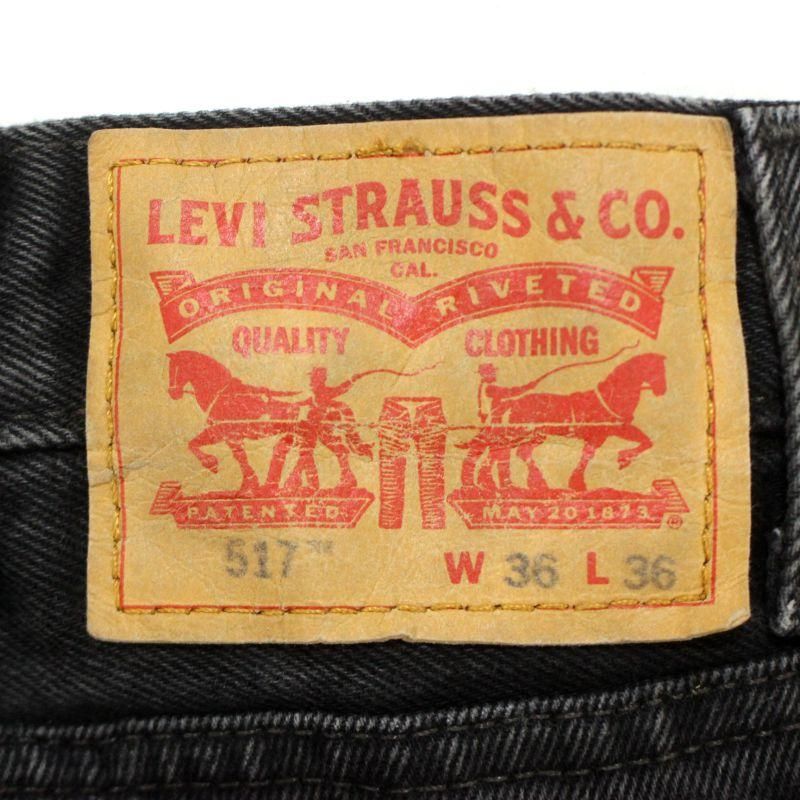 LEVI STRAUSS & CO.
SAN FRANCISCO
CAL.
ORIGINAL RIVETED
QUALITY CLOTHING
PATENTED MAY 20 1873 ®
517™ W 36 L 36